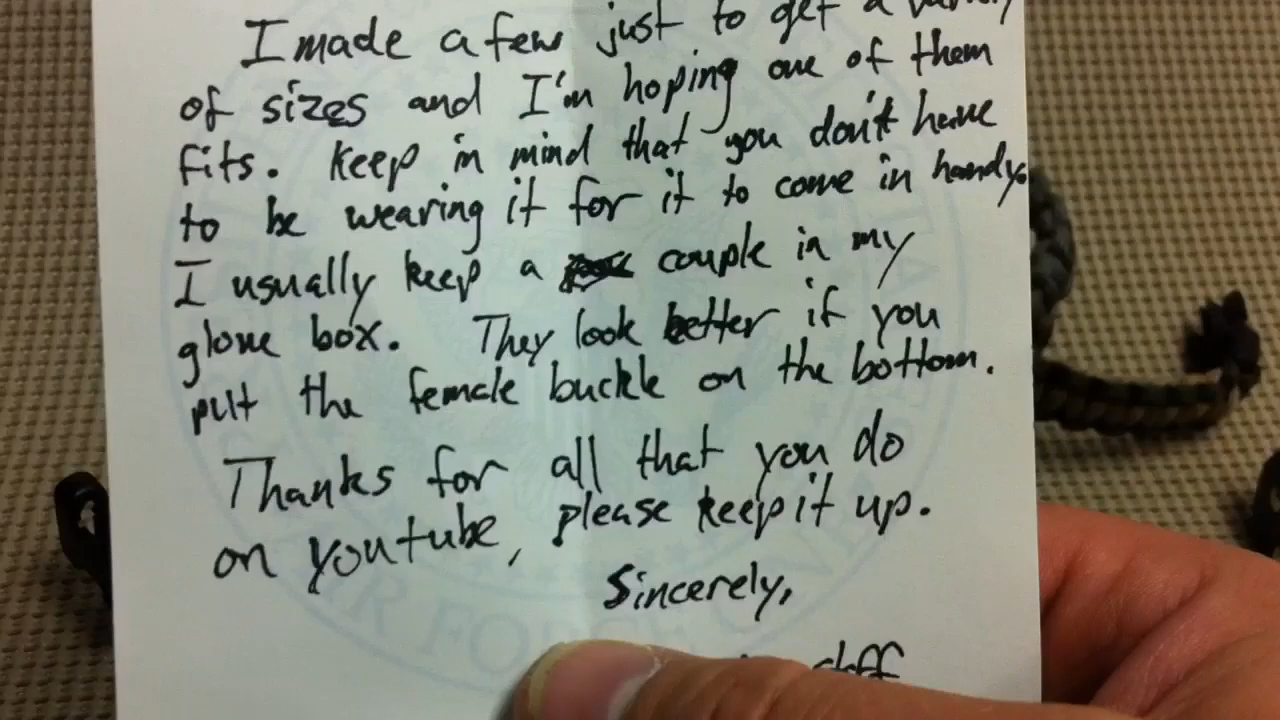 I made a few just to get a variety
of sizes and I'm hoping one of them
fits. Keep in mind that you don't have
to be wearing it for it to come in handy.
I usually keep a couple in my
glove box. They look better if you
put the female buckle on the bottom.
Thanks for all that you do
on youtube, please keep it up.
Sincerely,
AIR FORCE